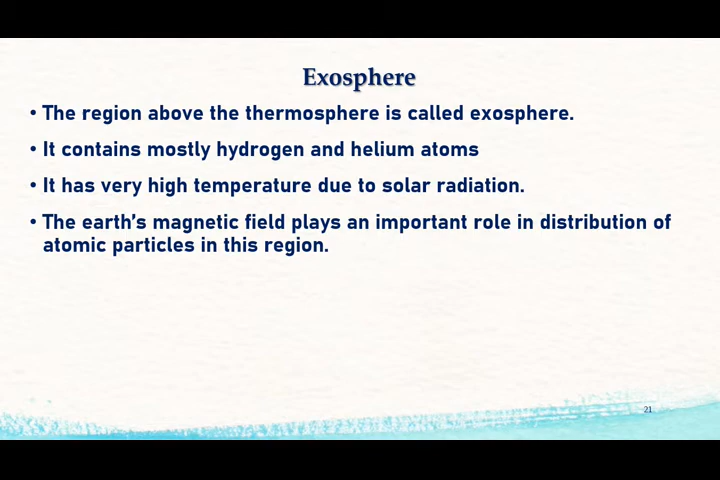 Exosphere
• The region above the thermosphere is called exosphere.
• It contains mostly hydrogen and helium atoms
• It has very high temperature due to solar radiation.
• The earth's magnetic field plays an important role in distribution of
atomic particles in this region.
21